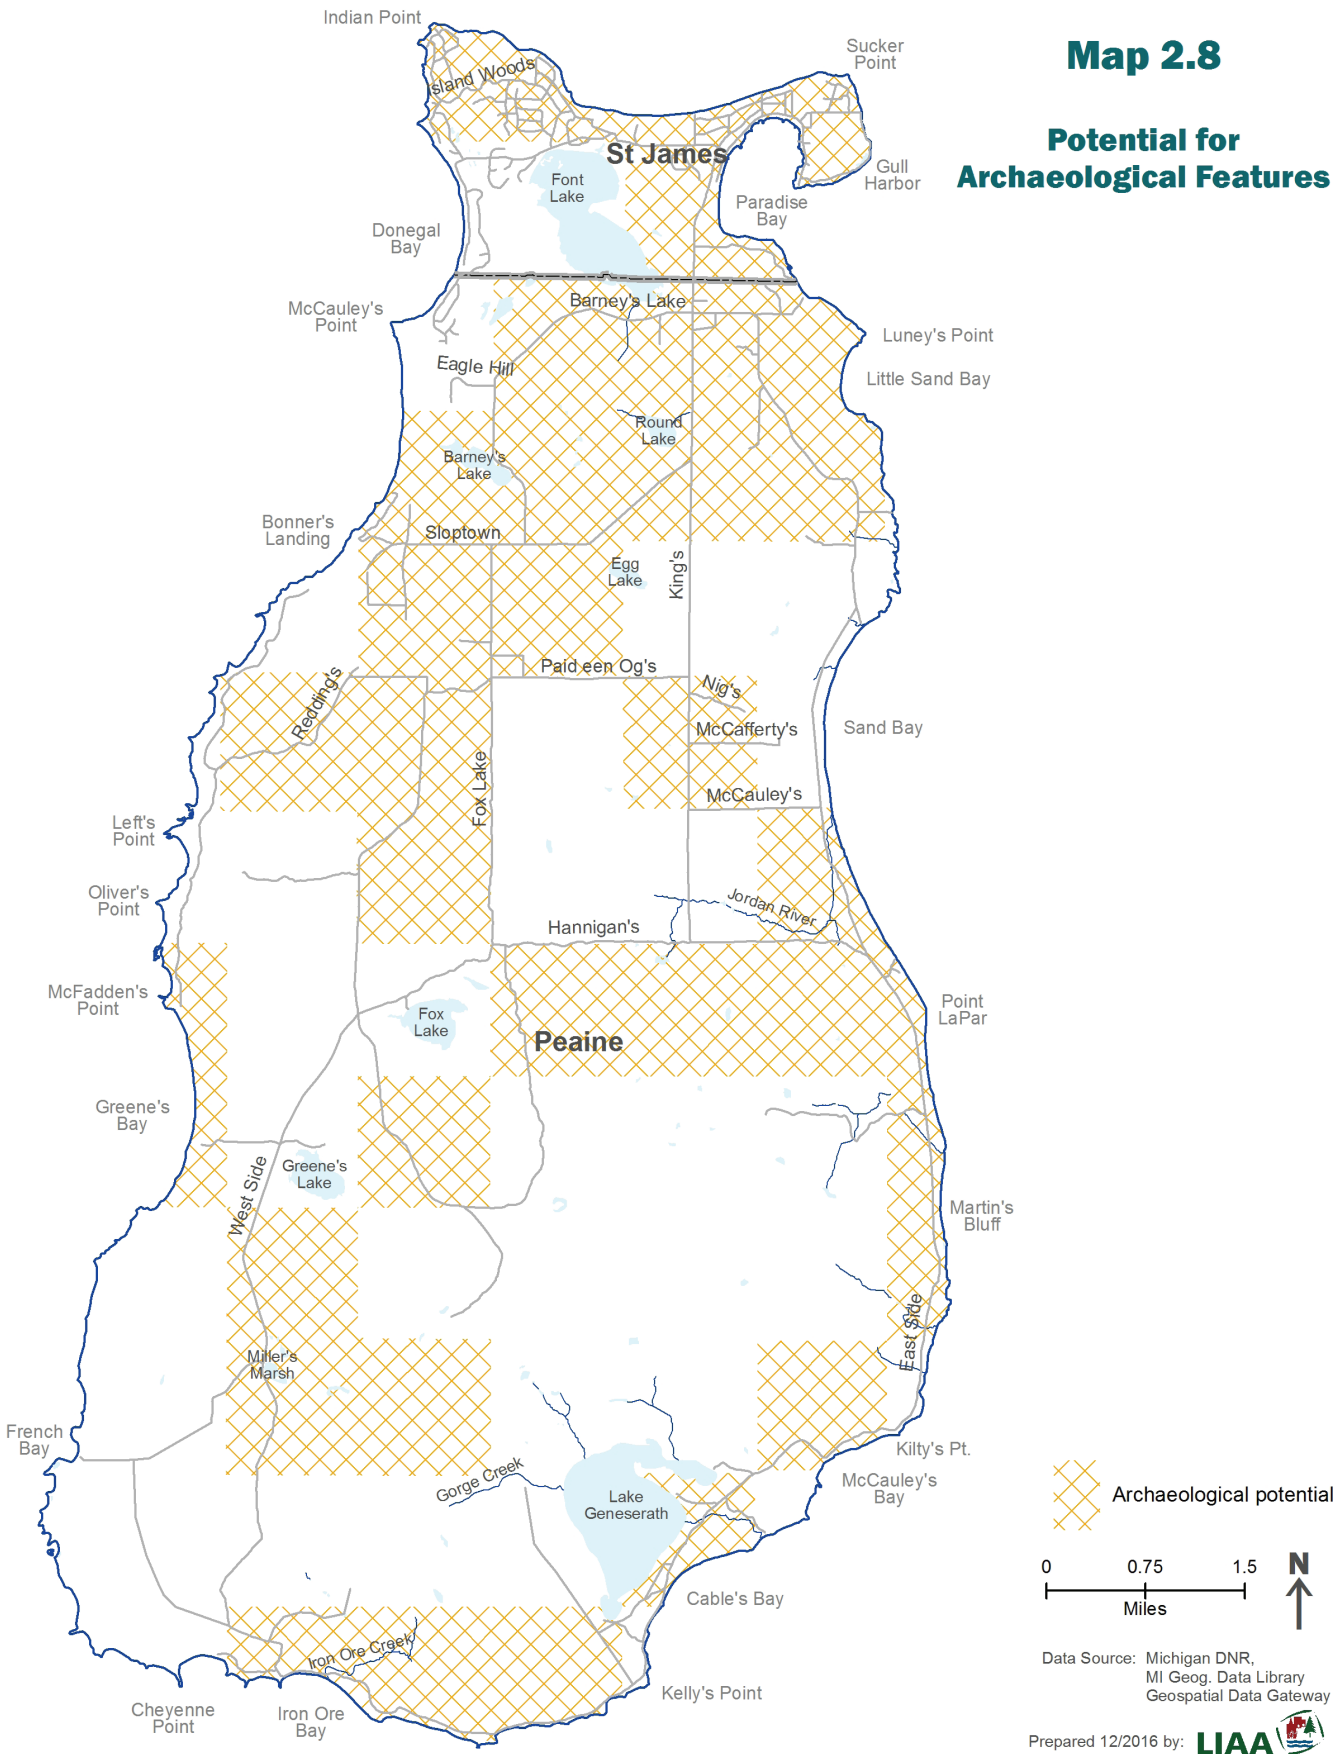 Indian Point
Sucker
Point
Map 2.8
Potential for
Archaeological Features
sland Woods
St James
Font
Lake
Gull
Harbor
Paradise
Bay
Donegal
Bay
McCauley's
Point
Barney's Lake
Luney's Point
Eagle Hill
Little Sand Bay
Round
Lake
Barney's
Lake
Bonner's
Landing
Sloptown
Egg
Lake
King's
Paid een Og's
Redding's
Nig's
McCafferty's
Sand Bay
Fox Lake
McCauley's
Left's
Point
Oliver's
Point
Jordan River
Hannigan's
McFadden's
Point
Fox
Lake
Point
LaPar
Peaine
Greene's
Bay
Greene's
Lake
West Side
Martin's
Bluff
East Side
Miller's
Marsh
French
Bay
Kilty's Pt.
Gorge Creek
McCauley's
Bay
Lake
Geneserath
Archaeological potential
0 0.75 1.5
Miles
N
Cable's Bay
Iron Ore Creek
Kelly's Point
Cheyenne
Point
Iron Ore
Bay
Data Source: Michigan DNR,
MI Geog. Data Library
Geospatial Data Gateway
Prepared 12/2016 by: LIAA